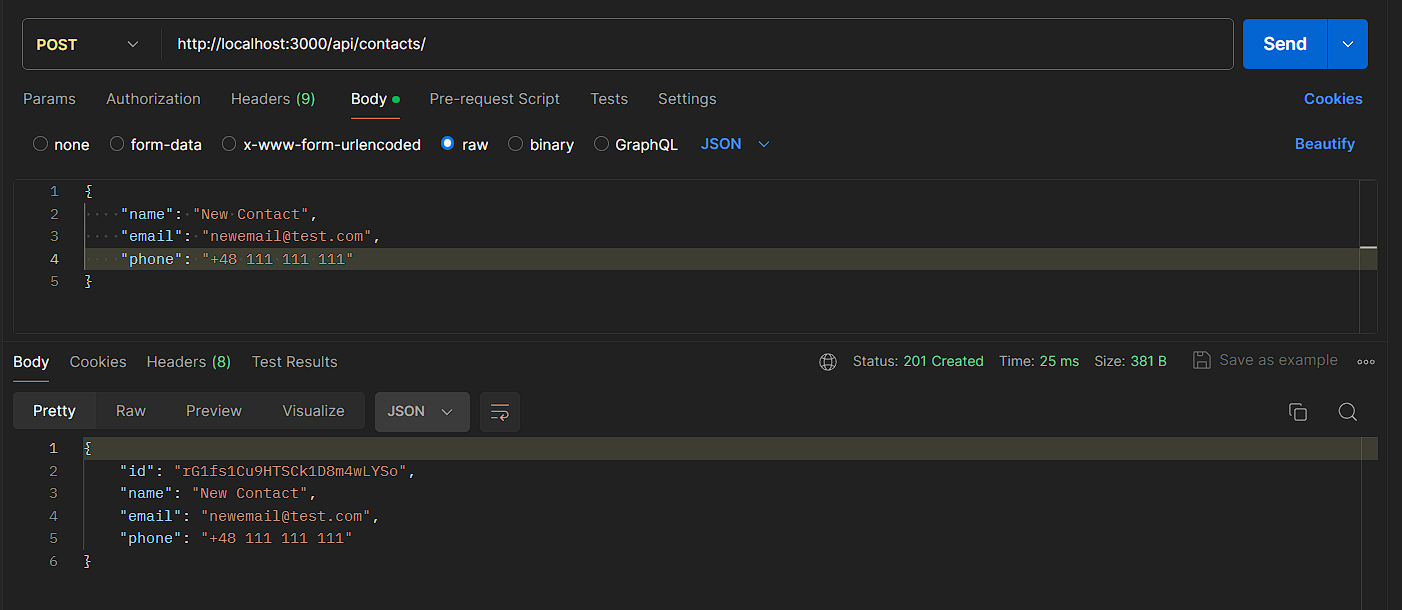 POST http://localhost:3000/api/contacts/ Send
Params Authorization Headers (9) Body Pre-request Script Tests Settings Cookies
none form-data x-www-form-urlencoded raw binary GraphQL JSON Beautify
1 {
2 "name": "New Contact",
3 "email": "newemail@test.com",
4 "phone": "+48 111 111 111"
5 }
Body Cookies Headers (8) Test Results Status: 201 Created Time: 25 ms Size: 381 B Save as example
Pretty Raw Preview Visualize JSON
1 {
2 "id": "rG1fs1Cu9HTSCk1D8m4wLYSo",
3 "name": "New Contact",
4 "email": "newemail@test.com",
5 "phone": "+48 111 111 111"
6 }